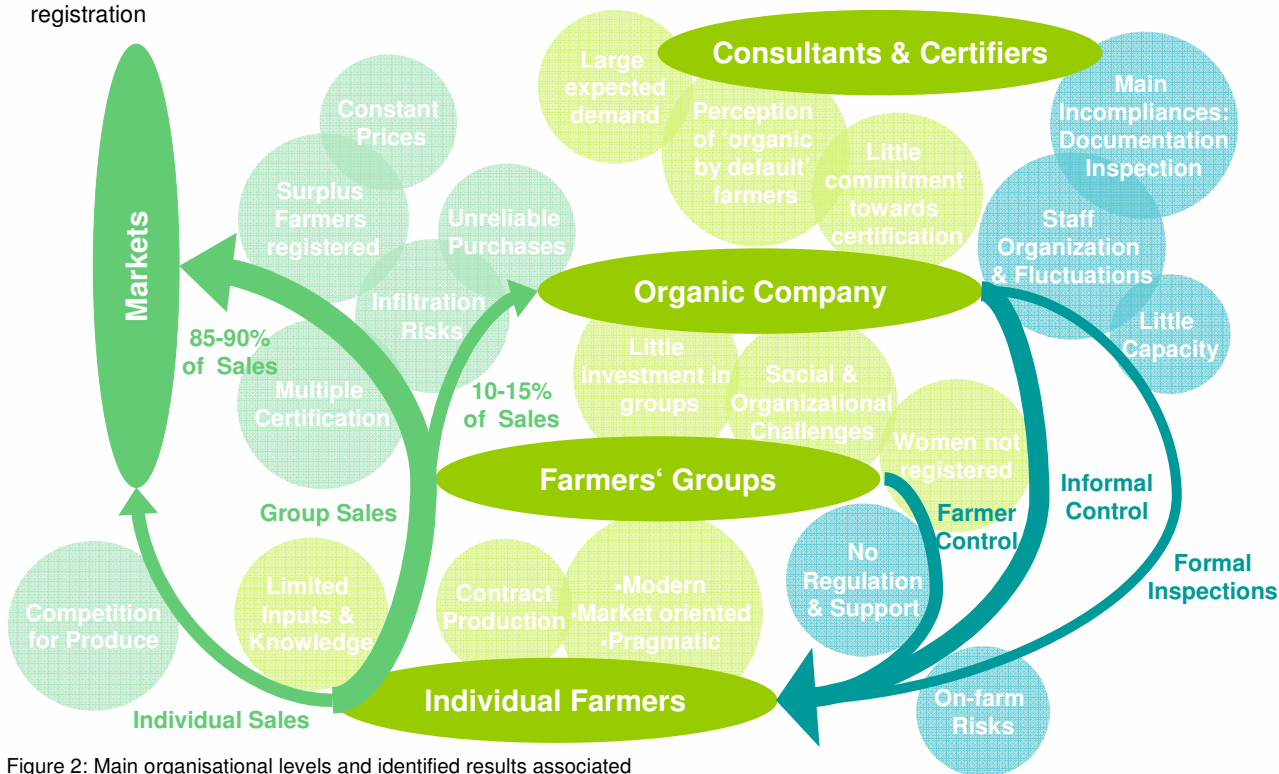 registration
Consultants & Certifiers
Large
expected
demand
Perception
of ‘organic
by default’
farmers
Little
commitment
towards
certification
Main
Incompliances:
Documentation
Inspection
Staff
Organization
& Fluctuations
Little
Capacity
Constant
Prices
Surplus
Farmers
registered
Unreliable
Purchases
Infiltration
Risks
Multiple
Certification
Markets
85-90%
of Sales
10-15%
of Sales
Organic Company
Little
Investment in
groups
Social &
Organizational
Challenges
Women not
registered
Farmers‘ Groups
Group Sales
Farmer
Control
Informal
Control
Formal
Inspections
No
Regulation
& Support
Competition
for Produce
Limited
Inputs &
Knowledge
Contract
Production
▪Modern
▪Market oriented
▪Pragmatic
Individual Farmers
Individual Sales
On-farm
Risks
Figure 2: Main organisational levels and identified results associated